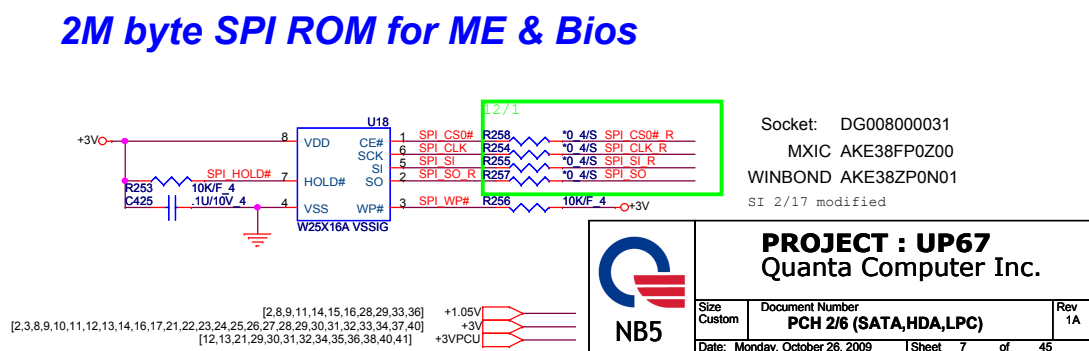 2M byte SPI ROM for ME & Bios
12/1
U18
+3V
8 VDD CE# 1 SPI_CS0# R258 *0_4/S SPI_CS0#_R
SCK 6 SPI_CLK R254 *0_4/S SPI_CLK_R
SI 5 SPI_SI R255 *0_4/S SPI_SI_R
SPI_HOLD# 7 HOLD# SO 2 SPI_SO_R R257 *0_4/S SPI_SO
R253 10K/F_4
C425 .1U/10V_4 4 VSS WP# 3 SPI_WP# R256 10K/F_4 +3V
W25X16A VSSIG
Socket: DG008000031
MXIC AKE38FP0Z00
WINBOND AKE38ZP0N01
SI 2/17 modified
[2,8,9,11,14,15,16,28,29,33,36] +1.05V
[2,3,8,9,10,11,12,13,14,16,17,21,22,23,24,25,26,27,28,29,30,31,32,33,34,37,40] +3V
[12,13,21,29,30,31,32,34,35,36,38,40,41] +3VPCU
NB5
PROJECT : UP67
Quanta Computer Inc.
Size Document Number Rev
Custom PCH 2/6 (SATA,HDA,LPC) 1A
Date: Monday, October 26, 2009 Sheet 7 of 45